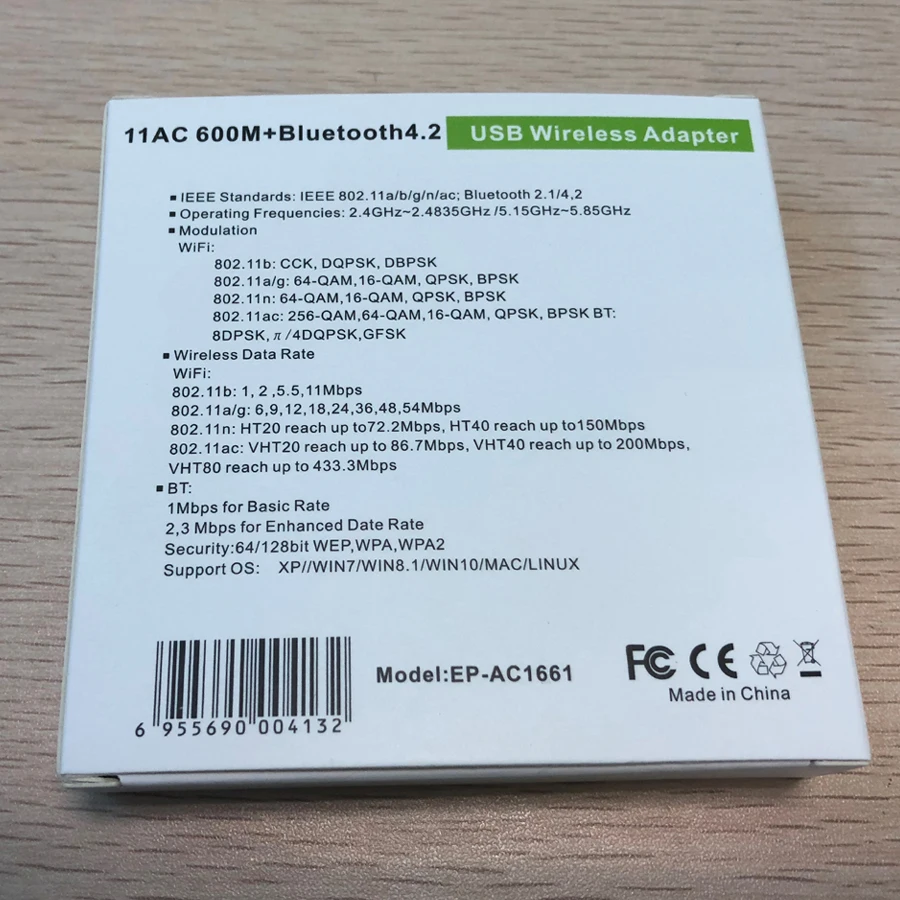 11AC 600M+Bluetooth4.2 USB Wireless Adapter
▪ IEEE Standards: IEEE 802.11a/b/g/n/ac; Bluetooth 2.1/4,2
▪ Operating Frequencies: 2.4GHz~2.4835GHz /5.15GHz~5.85GHz
▪ Modulation
WiFi:
802.11b: CCK, DQPSK, DBPSK
802.11a/g: 64-QAM,16-QAM, QPSK, BPSK
802.11n: 64-QAM,16-QAM, QPSK, BPSK
802.11ac: 256-QAM,64-QAM,16-QAM, QPSK, BPSK BT:
8DPSK, π/4DQPSK,GFSK
▪ Wireless Data Rate
WiFi:
802.11b: 1, 2 ,5.5,11Mbps
802.11a/g: 6,9,12,18,24,36,48,54Mbps
802.11n: HT20 reach up to72.2Mbps, HT40 reach up to150Mbps
802.11ac: VHT20 reach up to 86.7Mbps, VHT40 reach up to 200Mbps,
VHT80 reach up to 433.3Mbps
▪ BT:
1Mbps for Basic Rate
2,3 Mbps for Enhanced Date Rate
Security:64/128bit WEP,WPA,WPA2
Support OS: XP//WIN7/WIN8.1/WIN10/MAC/LINUX
6 955690 004132
Model:EP-AC1661
FC CE
Made in China